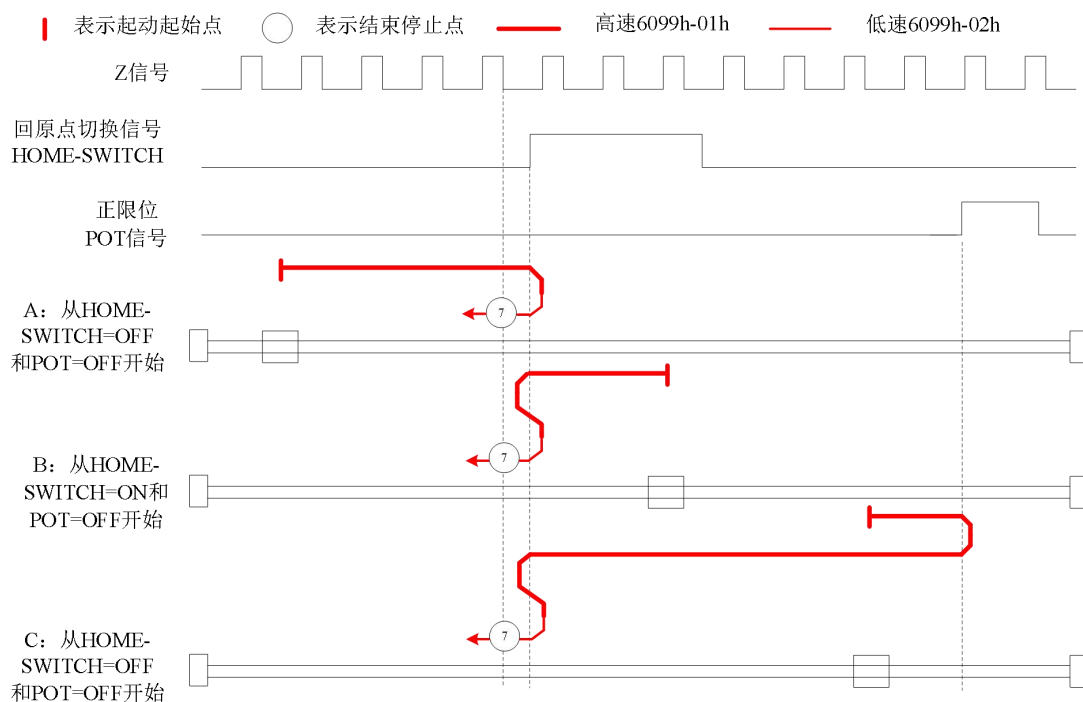 表示起动起始点 表示结束停止点 高速6099h-01h 低速6099h-02h
Z信号
回原点切换信号
HOME-SWITCH
正限位
POT信号
7
A：从HOME-
SWITCH=OFF
和POT=OFF开始
7
B：从HOME-
SWITCH=ON和
POT=OFF开始
7
C：从HOME-
SWITCH=OFF
和POT=OFF开始